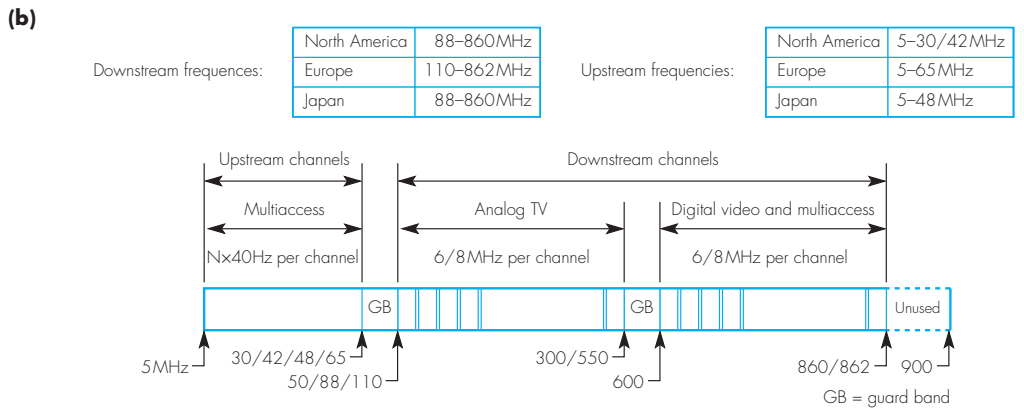 (b)
Downstream frequences:
North America 88–860MHz
Europe 110–862MHz
Japan 88–860MHz
Upstream frequencies:
North America 5–30/42MHz
Europe 5–65MHz
Japan 5–48MHz
Upstream channels
Downstream channels
Multiaccess
Analog TV
Digital video and multiaccess
N×40Hz per channel
6/8MHz per channel
6/8MHz per channel
GB
GB
Unused
5MHz
30/42/48/65
50/88/110
300/550
600
860/862
900
GB = guard band